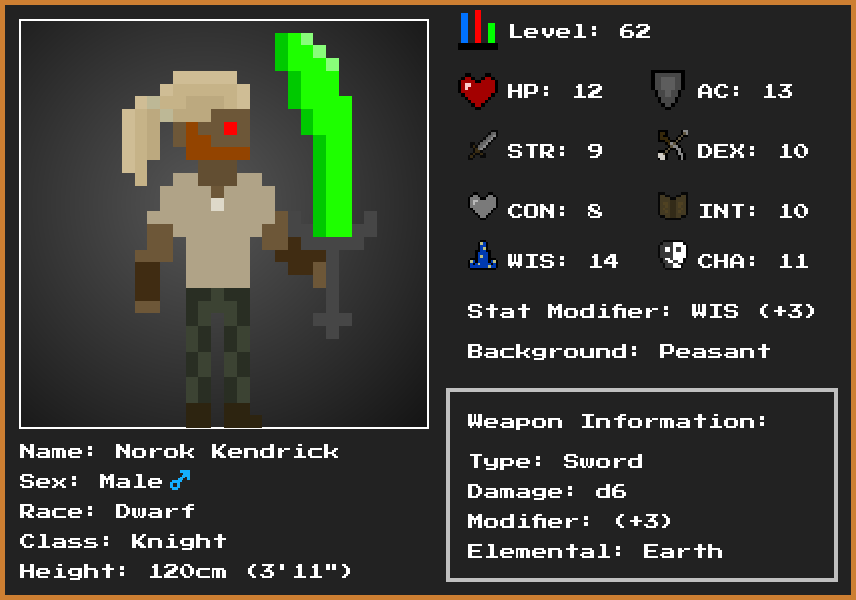 Level: 62
HP: 12 AC: 13
STR: 9 DEX: 10
CON: 8 INT: 10
WIS: 14 CHA: 11
Stat Modifier: WIS (+3)
Background: Peasant
Weapon Information:
Type: Sword
Damage: d6
Modifier: (+3)
Elemental: Earth
Name: Norok Kendrick
Sex: Male ♂
Race: Dwarf
Class: Knight
Height: 120cm (3'11")